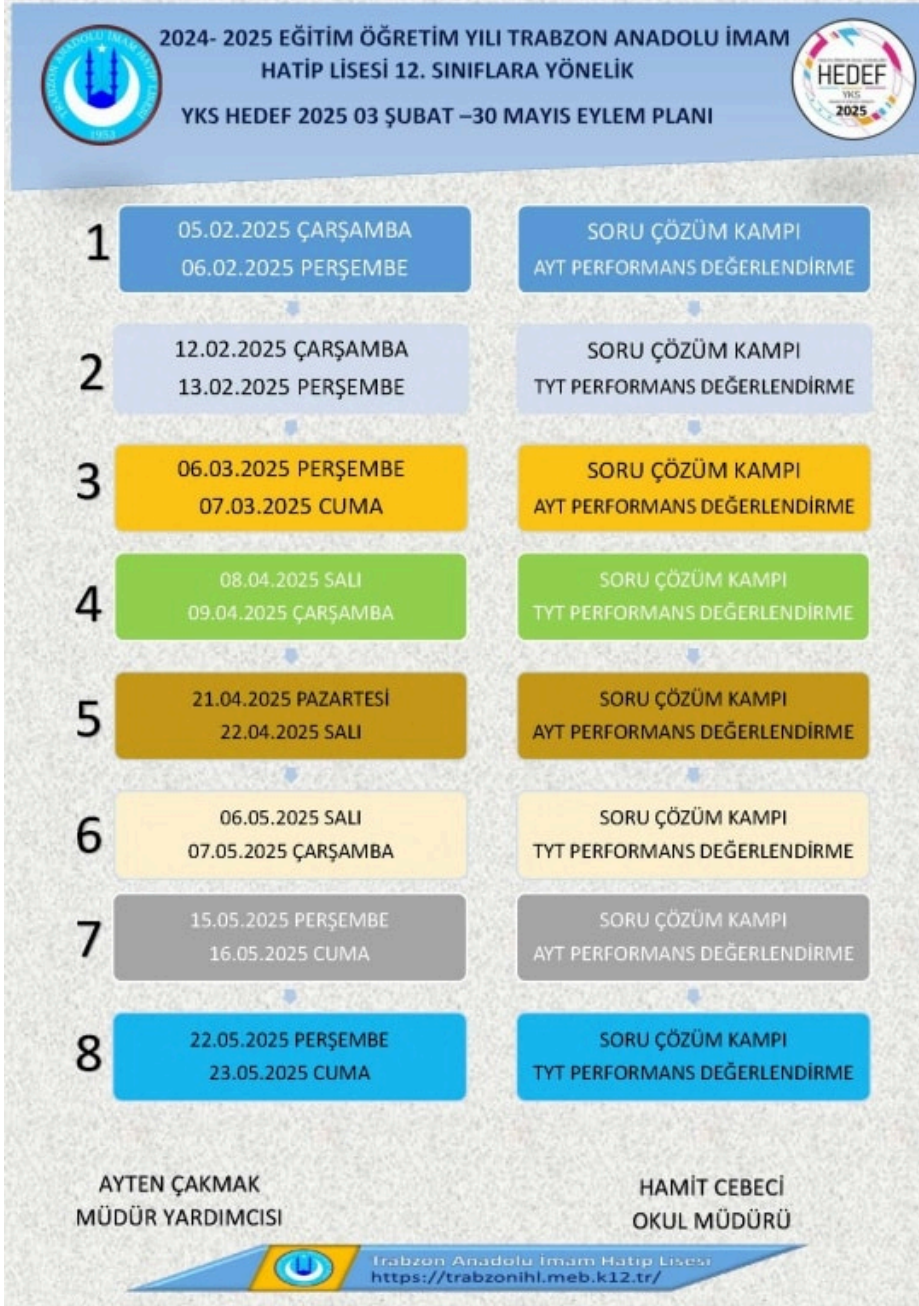 TRABZON ANADOLU İMAM HATİP LİSESİ
1953
2024- 2025 EĞİTİM ÖĞRETİM YILI TRABZON ANADOLU İMAM
HATİP LİSESİ 12. SINIFLARA YÖNELİK
YKS HEDEF 2025 03 ŞUBAT –30 MAYIS EYLEM PLANI
HEDEF
YKS
2025
1
05.02.2025 ÇARŞAMBA
06.02.2025 PERŞEMBE
SORU ÇÖZÜM KAMPI
AYT PERFORMANS DEĞERLENDİRME
2
12.02.2025 ÇARŞAMBA
13.02.2025 PERŞEMBE
SORU ÇÖZÜM KAMPI
TYT PERFORMANS DEĞERLENDİRME
3
06.03.2025 PERŞEMBE
07.03.2025 CUMA
SORU ÇÖZÜM KAMPI
AYT PERFORMANS DEĞERLENDİRME
4
08.04.2025 SALI
09.04.2025 ÇARŞAMBA
SORU ÇÖZÜM KAMPI
TYT PERFORMANS DEĞERLENDİRME
5
21.04.2025 PAZARTESİ
22.04.2025 SALI
SORU ÇÖZÜM KAMPI
AYT PERFORMANS DEĞERLENDİRME
6
06.05.2025 SALI
07.05.2025 ÇARŞAMBA
SORU ÇÖZÜM KAMPI
TYT PERFORMANS DEĞERLENDİRME
7
15.05.2025 PERŞEMBE
16.05.2025 CUMA
SORU ÇÖZÜM KAMPI
AYT PERFORMANS DEĞERLENDİRME
8
22.05.2025 PERŞEMBE
23.05.2025 CUMA
SORU ÇÖZÜM KAMPI
TYT PERFORMANS DEĞERLENDİRME
AYTEN ÇAKMAK
MÜDÜR YARDIMCISI
HAMİT CEBECİ
OKUL MÜDÜRÜ
Trabzon Anadolu İmam Hatip Lisesi
https://trabzonihl.meb.k12.tr/